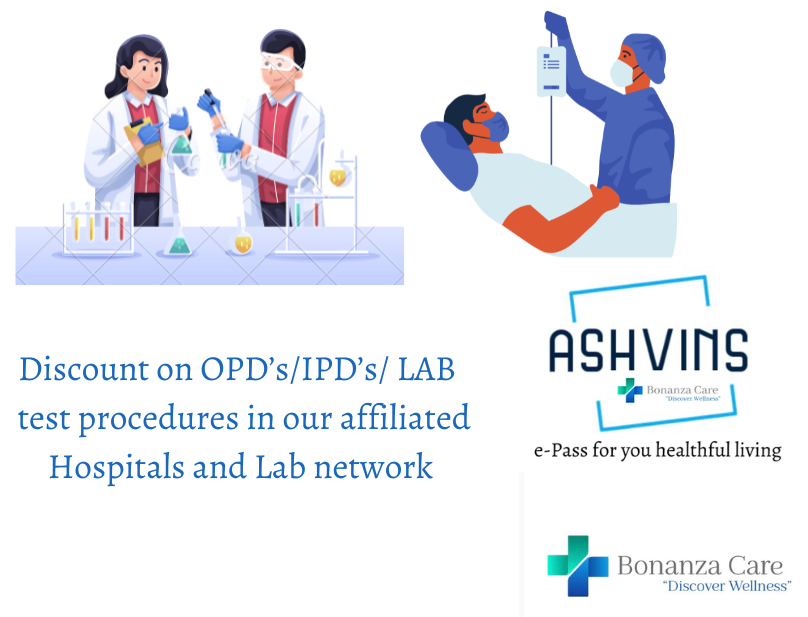 Discount on OPD’s/IPD’s/ LAB
test procedures in our affiliated
Hospitals and Lab network
ASHVINS
Bonanza Care
"Discover Wellness"
e-Pass for you healthful living
Bonanza Care
"Discover Wellness"